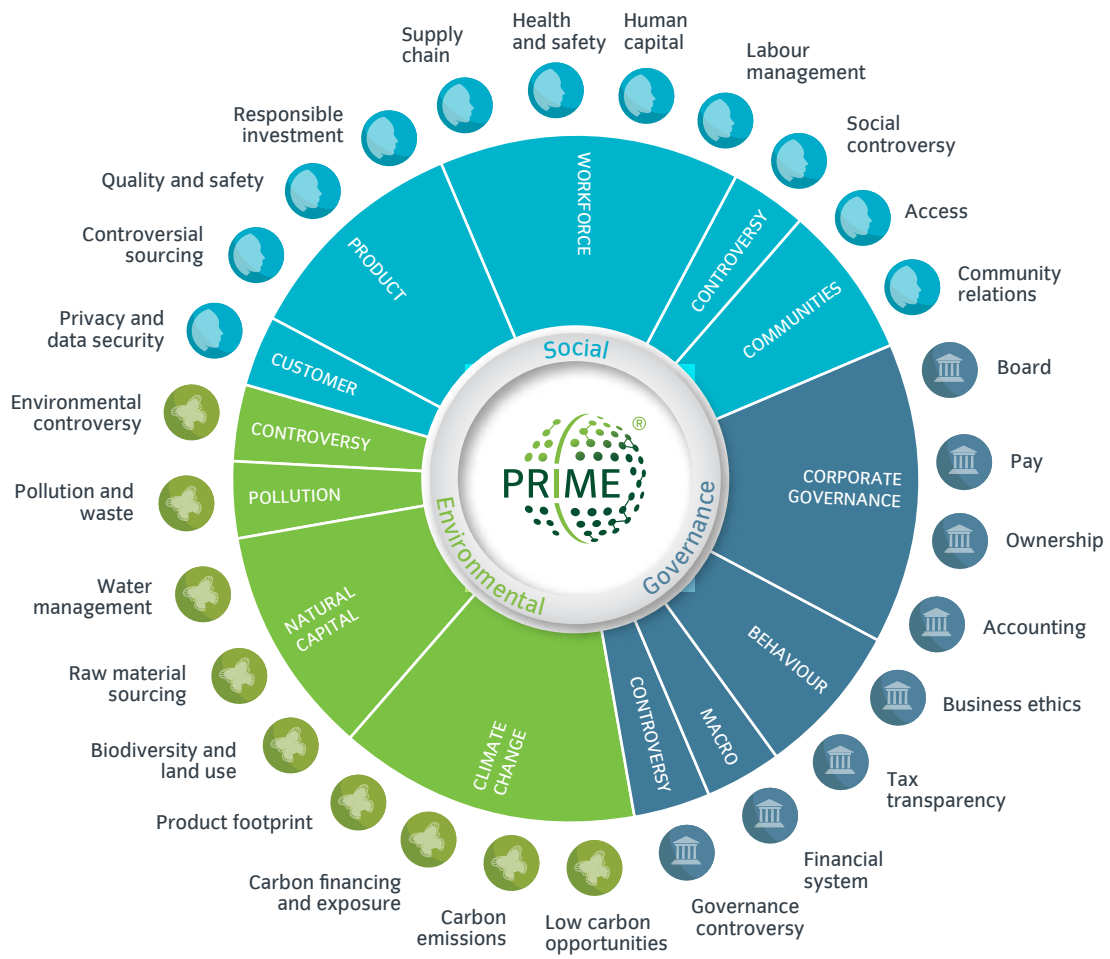 Supply
chain
Health
and safety
Human
capital
Labour
management
Social
controversy
Access
Community
relations
Board
Pay
Ownership
Accounting
Business ethics
Tax
transparency
Financial
system
Governance
controversy
Low carbon
opportunities
Carbon
emissions
Carbon financing
and exposure
Product footprint
Biodiversity and
land use
Raw material
sourcing
Water
management
Pollution and
waste
Environmental
controversy
Privacy and
data security
Controversial
sourcing
Quality and safety
Responsible
investment
WORKFORCE
CONTROVERSY
COMMUNITIES
CORPORATE
GOVERNANCE
BEHAVIOUR
MACRO
CONTROVERSY
CLIMATE
CHANGE
NATURAL
CAPITAL
POLLUTION
CONTROVERSY
CUSTOMER
PRODUCT
Social
Governance
Environmental
PRIME
®